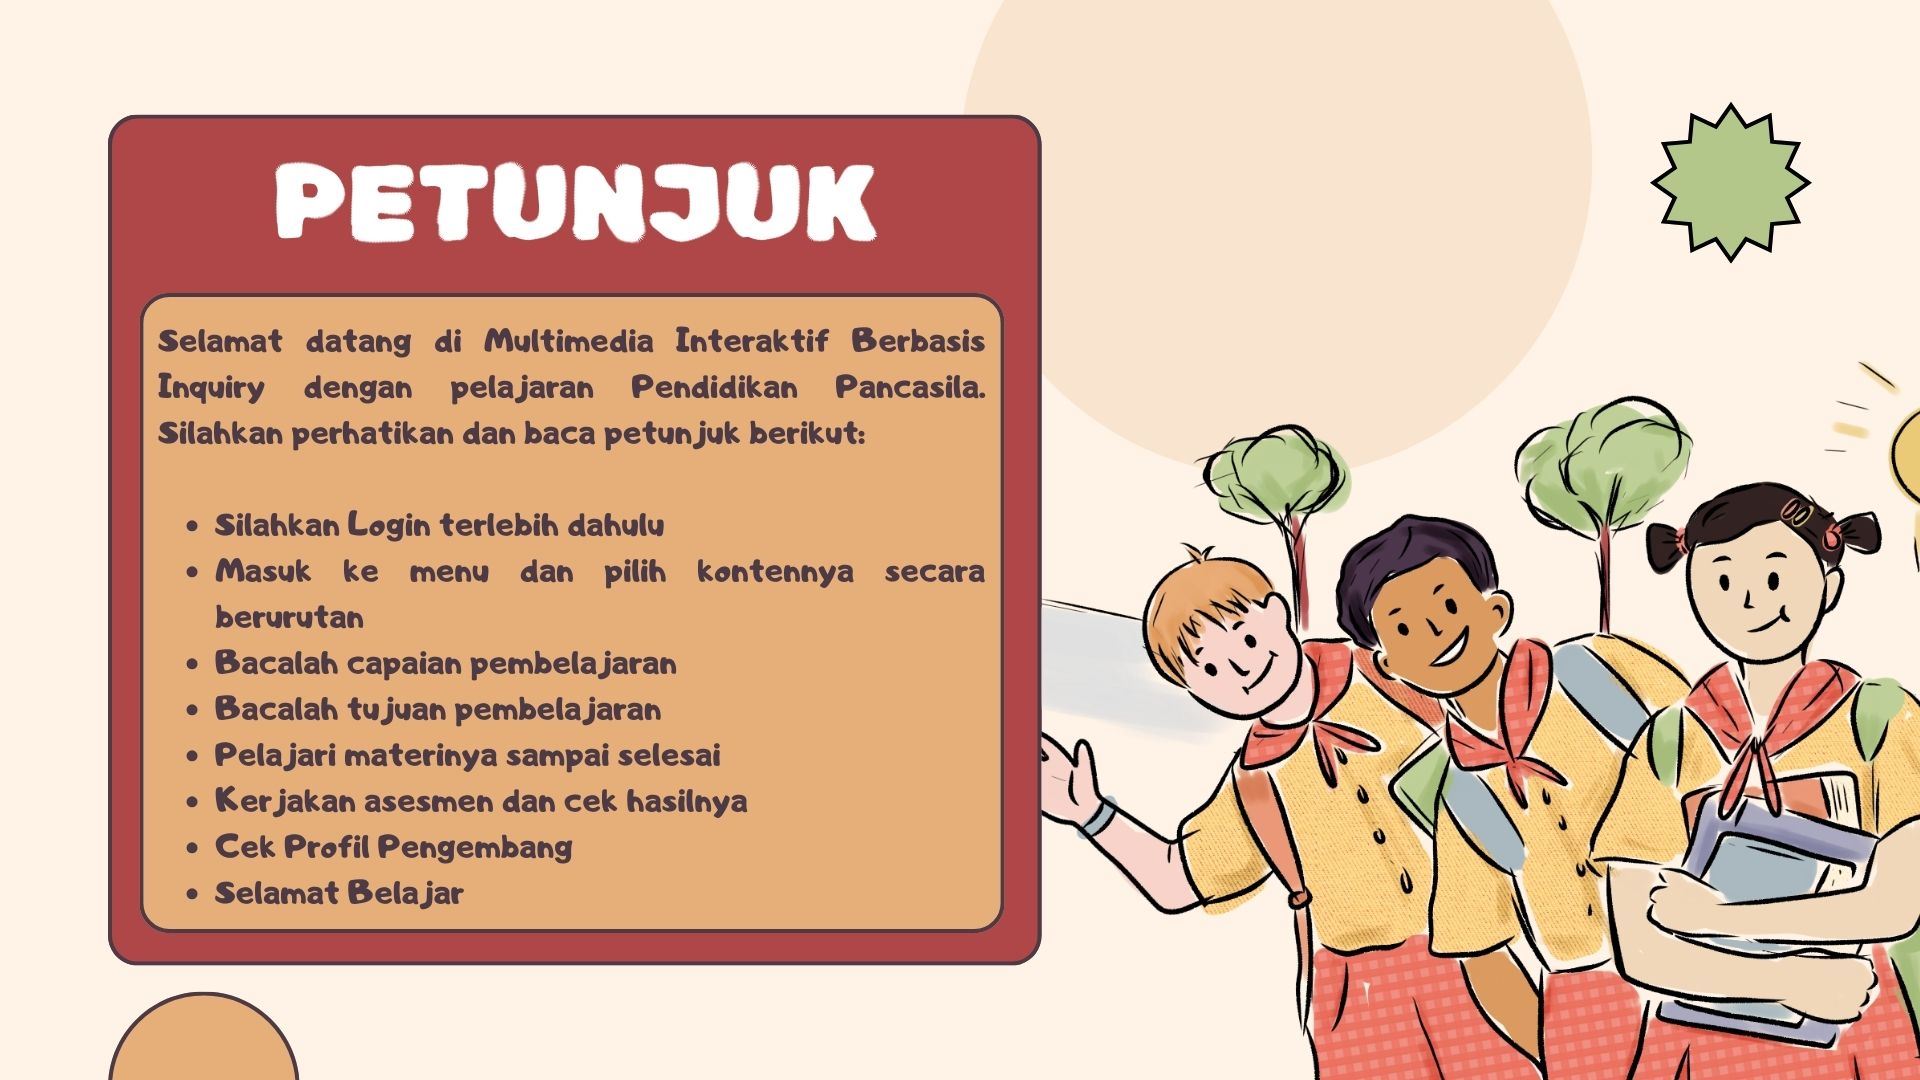 PETUNJUK
Selamat datang di Multimedia Interaktif Berbasis
Inquiry dengan pelajaran Pendidikan Pancasila.
Silahkan perhatikan dan baca petunjuk berikut:
• Silahkan Login terlebih dahulu
• Masuk ke menu dan pilih kontennya secara
berurutan
• Bacalah capaian pembelajaran
• Bacalah tujuan pembelajaran
• Pelajari materinya sampai selesai
• Kerjakan asesmen dan cek hasilnya
• Cek Profil Pengembang
• Selamat Belajar